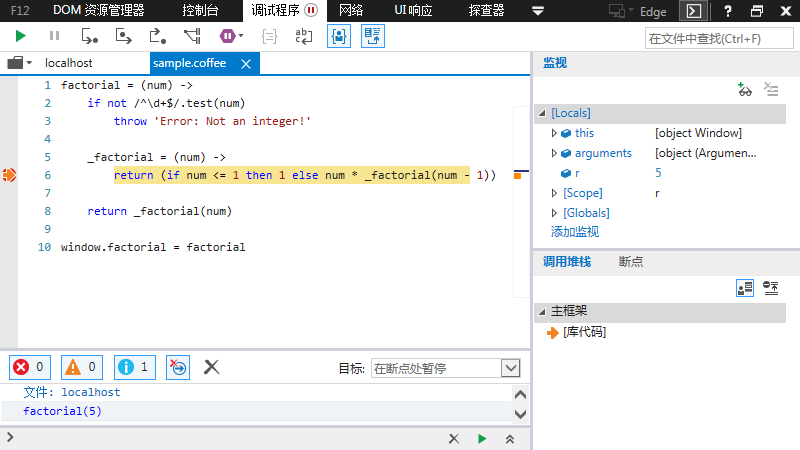 F12 DOM 资源管理器 控制台 调试程序 网络 UI 响应 探查器 Edge ?
ab
在文件中查找(Ctrl+F)
localhost sample.coffee
1 factorial = (num) ->
2 if not /^\d+$/.test(num)
3 throw 'Error: Not an integer!'
4
5 _factorial = (num) ->
6 return (if num <= 1 then 1 else num * _factorial(num - 1))
7
8 return _factorial(num)
9
10 window.factorial = factorial
0 0 1 目标: 在断点处暂停
文件: localhost
factorial(5)
监视
[Locals]
this [object Window]
arguments [object (Argumen...
r 5
[Scope] r
[Globals]
添加监视
调用堆栈 断点
主框架
[库代码]